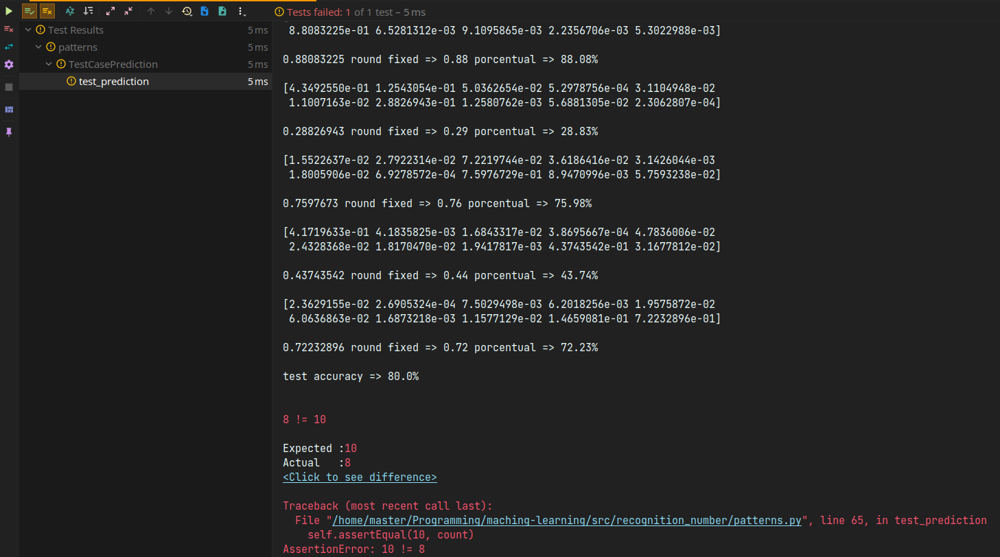 Tests failed: 1 of 1 test – 5 ms
Test Results 5 ms
patterns 5 ms
TestCasePrediction 5 ms
test_prediction 5 ms
8.8083225e-01 6.5281312e-03 9.1095865e-03 2.2356706e-03 5.3022988e-03]
0.88083225 round fixed => 0.88 porcentual => 88.08%
[4.3492550e-01 1.2543054e-01 5.0362654e-02 5.2978756e-04 3.1104948e-02
1.1007163e-02 2.8826943e-01 1.2580762e-03 5.6881305e-02 2.3062807e-04]
0.28826943 round fixed => 0.29 porcentual => 28.83%
[1.5522637e-02 2.7922314e-02 7.2219744e-02 3.6186416e-02 3.1426044e-03
1.8005906e-02 6.9278572e-04 7.5976729e-01 8.9470996e-03 5.7593238e-02]
0.7597673 round fixed => 0.76 porcentual => 75.98%
[4.1719633e-01 4.1835825e-03 1.6843317e-02 3.8695667e-04 4.7836006e-02
2.4328368e-02 1.8170470e-02 1.9417817e-03 4.3743542e-01 3.1677812e-02]
0.43743542 round fixed => 0.44 porcentual => 43.74%
[2.3629155e-02 2.6905324e-04 7.5029498e-03 6.2018256e-03 1.9575872e-02
6.0636863e-02 1.6873218e-03 1.1577129e-02 1.4659081e-01 7.2232896e-01]
0.72232896 round fixed => 0.72 porcentual => 72.23%
test accuracy => 80.0%
8 != 10
Expected :10
Actual   :8
<Click to see difference>
Traceback (most recent call last):
File "/home/master/Programming/maching-learning/src/recognition_number/patterns.py", line 65, in test_prediction
self.assertEqual(10, count)
AssertionError: 10 != 8